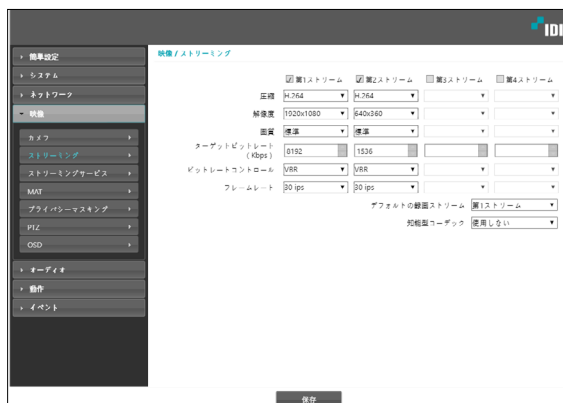 IDI
簡単設定
システム
ネットワーク
映像
カメラ
ストリーミング
ストリーミングサービス
MAT
プライバシーマスキング
PTZ
OSD
オーディオ
動作
イベント
映像 / ストリーミング
第1ストリーム 第2ストリーム 第3ストリーム 第4ストリーム
圧縮 H.264 H.264
解像度 1920x1080 640x360
画質 標準 標準
ターゲットビットレート
(Kbps) 8192 1536
ビットレートコントロール VBR VBR
フレームレート 30 ips 30 ips
デフォルトの録画ストリーム 第1ストリーム
知能型コーデック 使用しない
保存